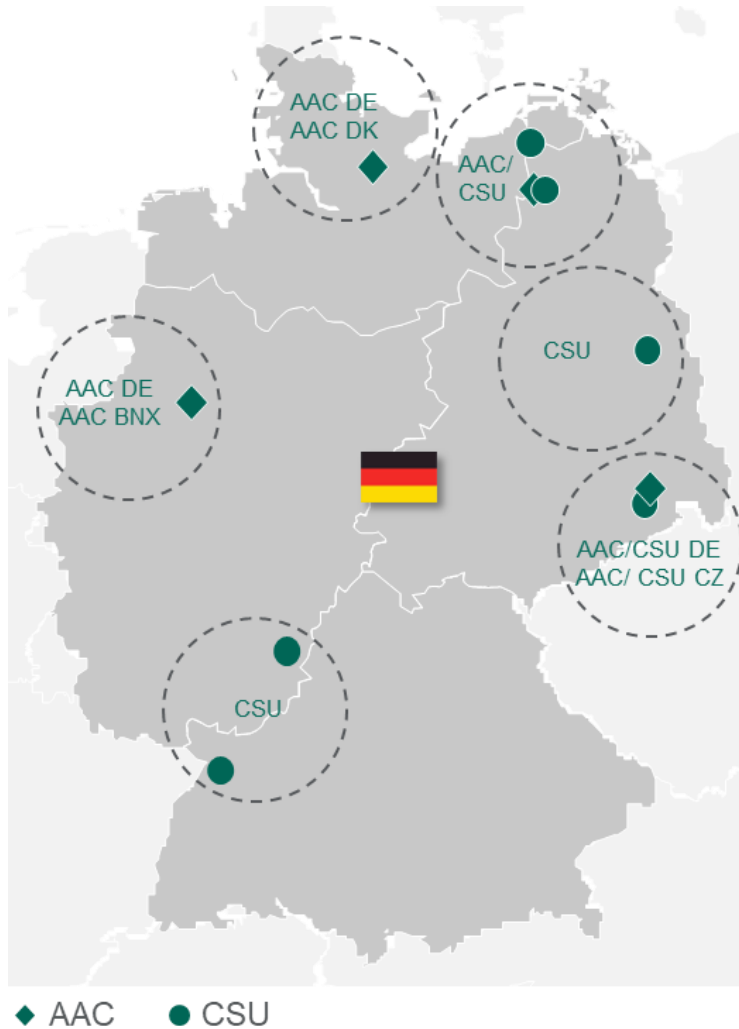 AAC DE
AAC DK
AAC/
CSU
CSU
AAC DE
AAC BNX
AAC/CSU DE
AAC/ CSU CZ
CSU
AAC
CSU